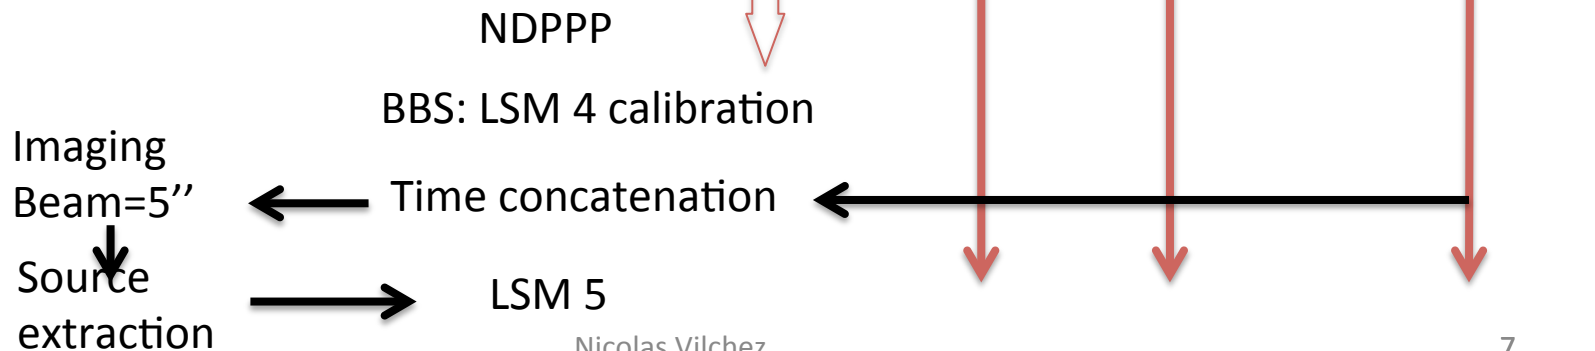 NDPPP
BBS: LSM 4 calibration
Imaging
Beam=5’’
Time concatenation
Source
extraction
LSM 5
Nicolas Vilchez
7